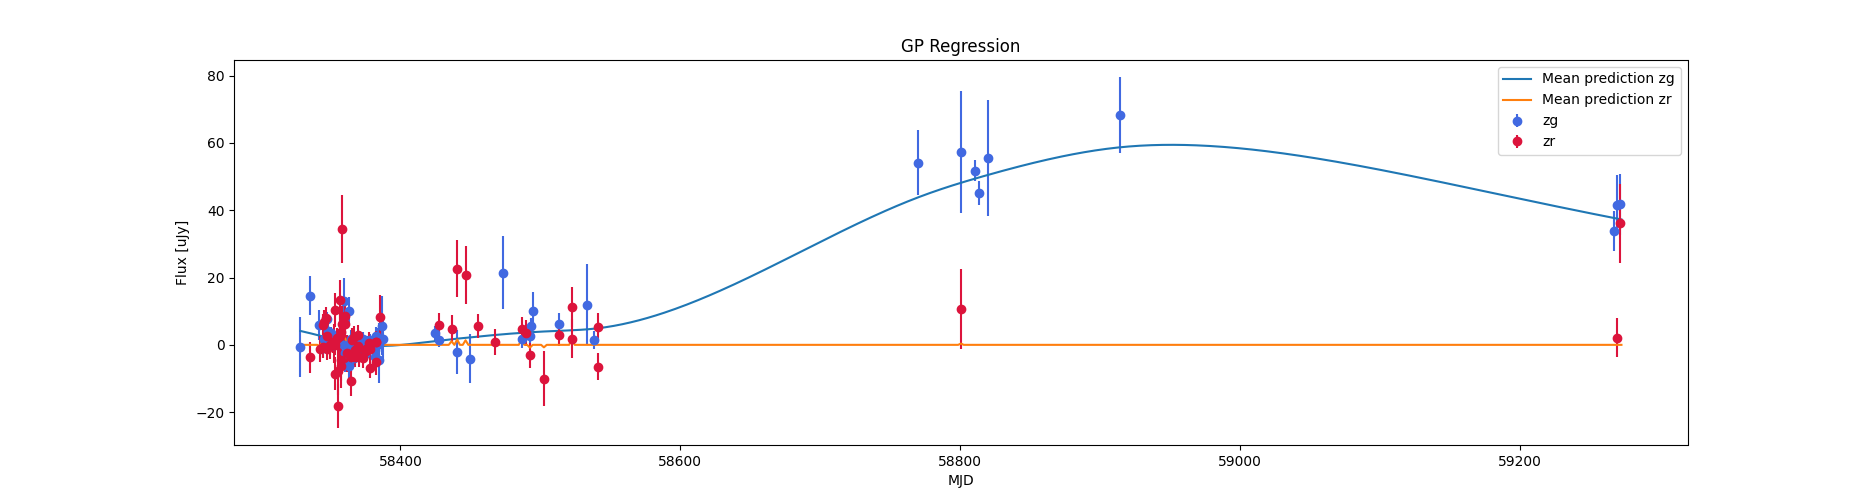 GP Regression
80
60
40
20
0
−20
Flux [uJy]
58400
58600
58800
59000
59200
MJD
Mean prediction zg
Mean prediction zr
zg
zr